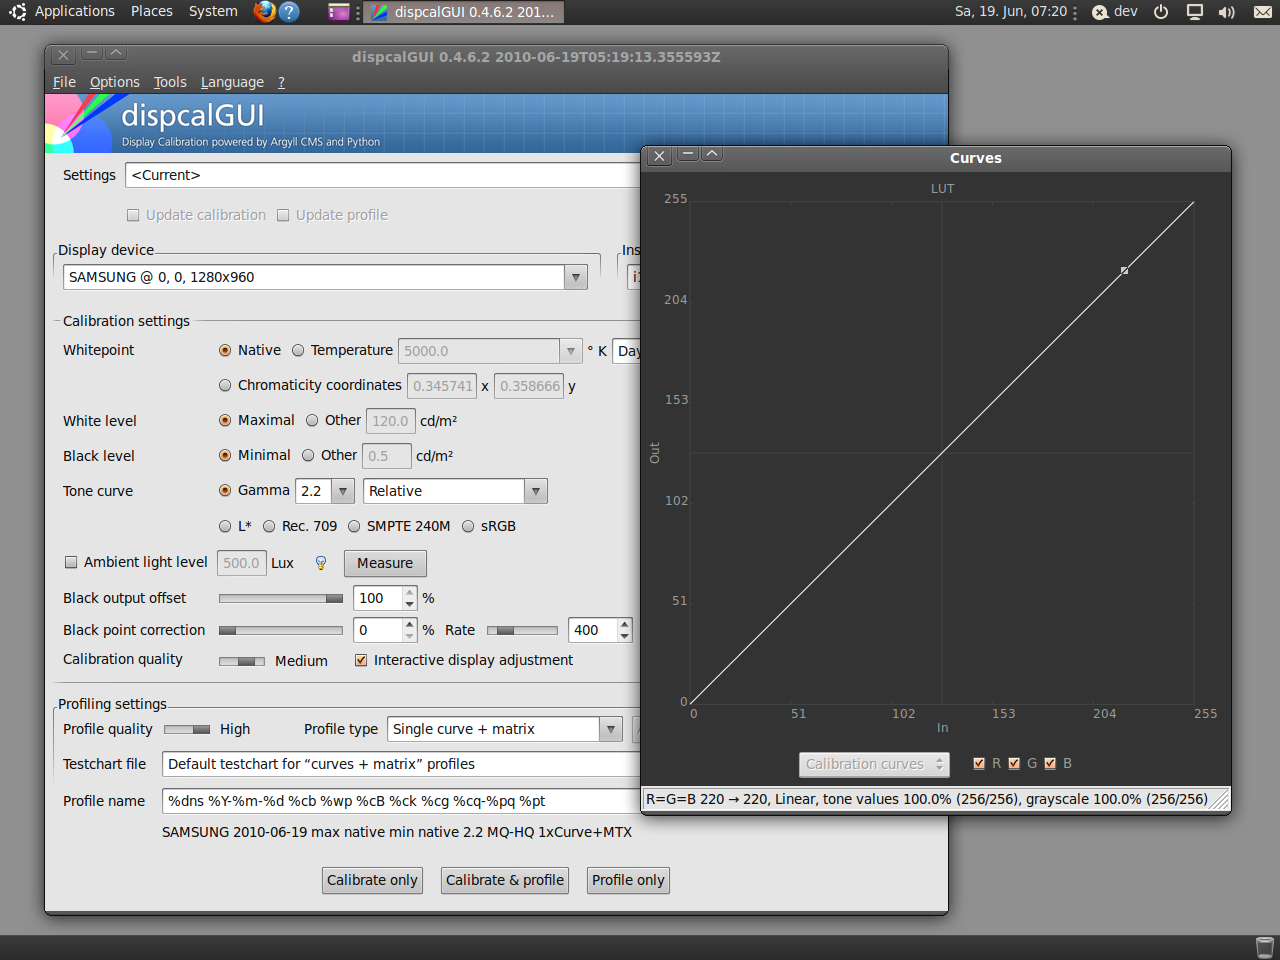 Applications Places System dispcalGUI 0.4.6.2 201... Sa, 19. Jun, 07:20 dev
dispcalGUI 0.4.6.2 2010-06-19T05:19:13.355593Z
File Options Tools Language ?
dispcalGUI
Display Calibration powered by Argyll CMS and Python
Settings <Current>
Update calibration Update profile
Display device Ins
SAMSUNG @ 0, 0, 1280x960 i1
Calibration settings
Whitepoint Native Temperature 5000.0 ° K Day
Chromaticity coordinates 0.345741 x 0.358666 y
White level Maximal Other 120.0 cd/m²
Black level Minimal Other 0.5 cd/m²
Tone curve Gamma 2.2 Relative
L* Rec. 709 SMPTE 240M sRGB
Ambient light level 500.0 Lux Measure
Black output offset 100 %
Black point correction 0 % Rate 400
Calibration quality Medium Interactive display adjustment
Profiling settings
Profile quality High Profile type Single curve + matrix
Testchart file Default testchart for “curves + matrix” profiles
Profile name %dns %Y-%m-%d %cb %wp %cB %ck %cg %cq-%pq %pt
SAMSUNG 2010-06-19 max native min native 2.2 MQ-HQ 1xCurve+MTX
Calibrate only Calibrate & profile Profile only
Curves
LUT
255
204
153
Out
102
51
0
0 51 102 153 204 255
In
Calibration curves R G B
R=G=B 220 → 220, Linear, tone values 100.0% (256/256), grayscale 100.0% (256/256)